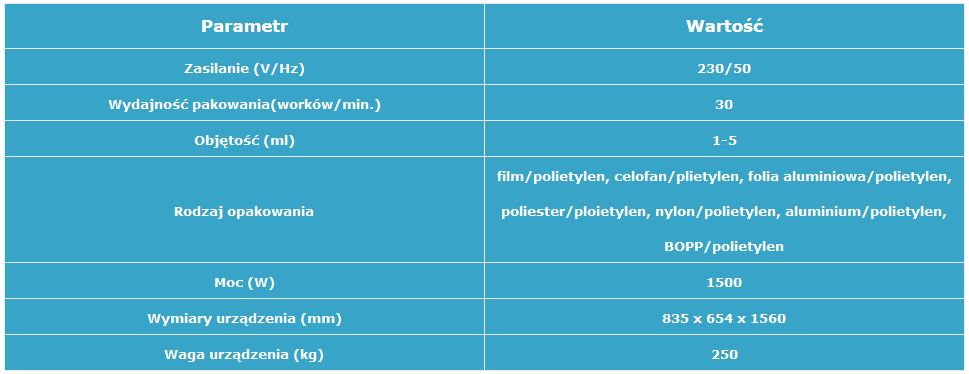 Parametr Wartość
Zasilanie (V/Hz) 230/50
Wydajność pakowania(worków/min.) 30
Objętość (ml) 1-5
film/polietylen, celofan/plietylen, folia aluminiowa/polietylen,
Rodzaj opakowania poliester/ploietylen, nylon/polietylen, aluminium/polietylen,
BOPP/polietylen
Moc (W) 1500
Wymiary urządzenia (mm) 835 x 654 x 1560
Waga urządzenia (kg) 250